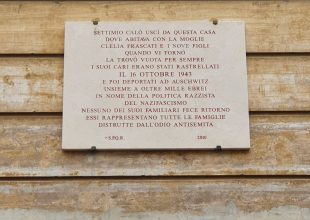 SETTIMIO CALÒ USCÌ DA QUESTA CASA
DOVE ABITAVA CON LA MOGLIE
CLELIA FRASCATI E I NOVE FIGLI
QUANDO VI TORNÒ
LA TROVÒ VUOTA PER SEMPRE
I SUOI CARI ERANO STATI RASTRELLATI
IL 16 OTTOBRE 1943
E POI DEPORTATI AD AUSCHWITZ
INSIEME A OLTRE MILLE EBREI
IN NOME DELLA POLITICA RAZZISTA
DEL NAZIFASCISMO
NESSUNO DEI SUOI FAMILIARI FECE RITORNO
ESSI RAPPRESENTANO TUTTE LE FAMIGLIE
DISTRUTTE DALL'ODIO ANTISEMITA
S.P.Q.R.